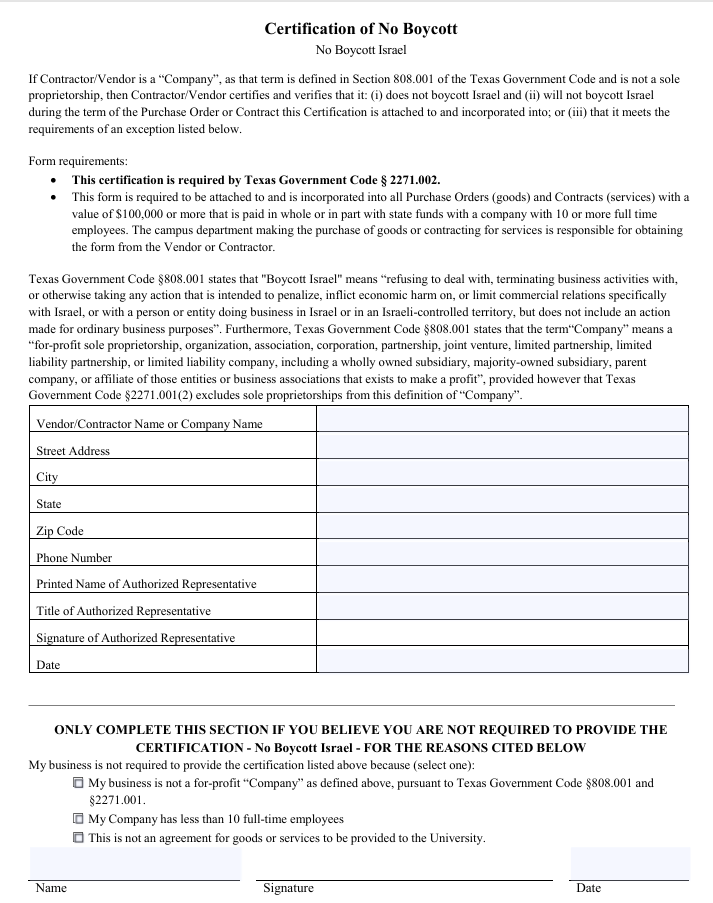 Certification of No Boycott
No Boycott Israel
If Contractor/Vendor is a “Company”, as that term is defined in Section 808.001 of the Texas Government Code and is not a sole
proprietorship, then Contractor/Vendor certifies and verifies that it: (i) does not boycott Israel and (ii) will not boycott Israel
during the term of the Purchase Order or Contract this Certification is attached to and incorporated into; or (iii) that it meets the
requirements of an exception listed below.
Form requirements:
• This certification is required by Texas Government Code § 2271.002.
• This form is required to be attached to and is incorporated into all Purchase Orders (goods) and Contracts (services) with a
value of $100,000 or more that is paid in whole or in part with state funds with a company with 10 or more full time
employees. The campus department making the purchase of goods or contracting for services is responsible for obtaining
the form from the Vendor or Contractor.
Texas Government Code §808.001 states that "Boycott Israel" means “refusing to deal with, terminating business activities with,
or otherwise taking any action that is intended to penalize, inflict economic harm on, or limit commercial relations specifically
with Israel, or with a person or entity doing business in Israel or in an Israeli-controlled territory, but does not include an action
made for ordinary business purposes”. Furthermore, Texas Government Code §808.001 states that the term“Company” means a
“for-profit sole proprietorship, organization, association, corporation, partnership, joint venture, limited partnership, limited
liability partnership, or limited liability company, including a wholly owned subsidiary, majority-owned subsidiary, parent
company, or affiliate of those entities or business associations that exists to make a profit”, provided however that Texas
Government Code §2271.001(2) excludes sole proprietorships from this definition of “Company”.
Vendor/Contractor Name or Company Name
Street Address
City
State
Zip Code
Phone Number
Printed Name of Authorized Representative
Title of Authorized Representative
Signature of Authorized Representative
Date
ONLY COMPLETE THIS SECTION IF YOU BELIEVE YOU ARE NOT REQUIRED TO PROVIDE THE
CERTIFICATION - No Boycott Israel - FOR THE REASONS CITED BELOW
My business is not required to provide the certification listed above because (select one):
My business is not a for-profit “Company” as defined above, pursuant to Texas Government Code §808.001 and
§2271.001.
My Company has less than 10 full-time employees
This is not an agreement for goods or services to be provided to the University.
Name Signature Date